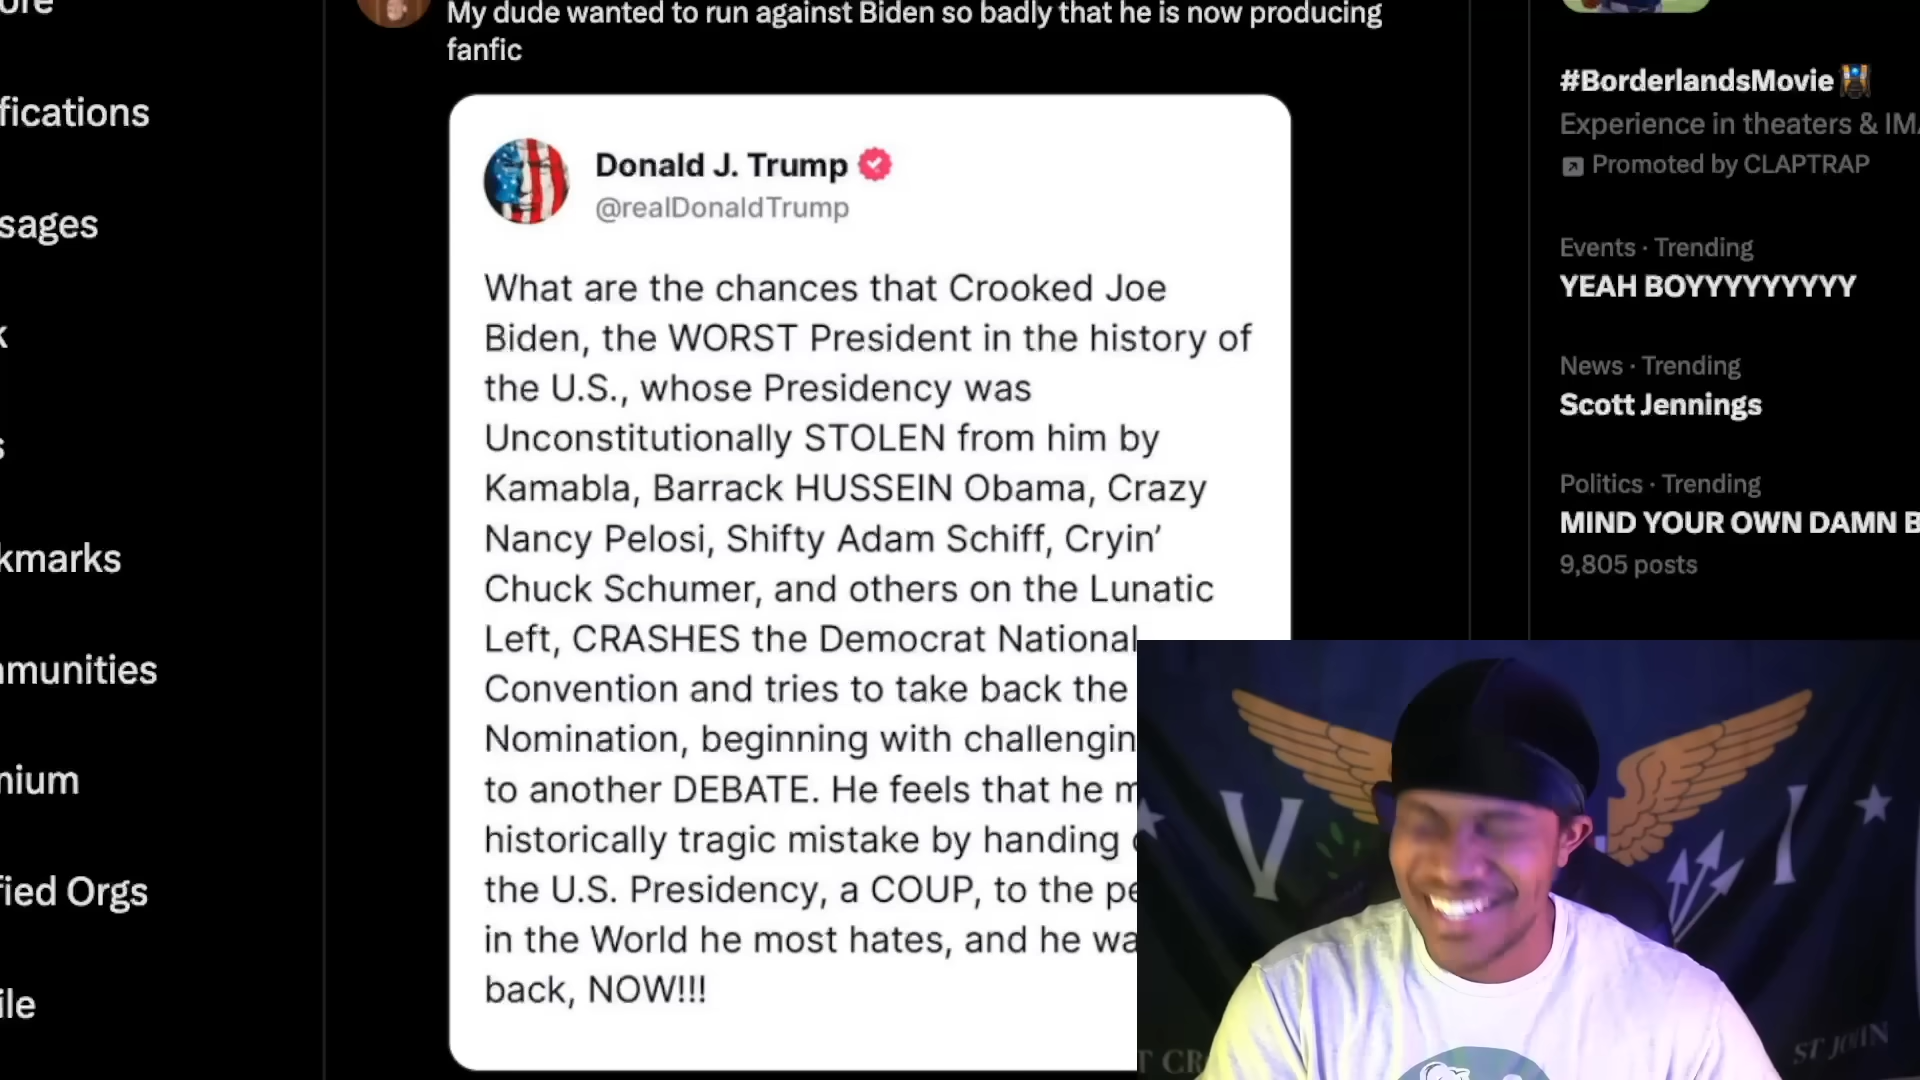 My dude wanted to run against Biden so badly that he is now producing
fanfic
Donald J. Trump
@realDonaldTrump
What are the chances that Crooked Joe
Biden, the WORST President in the history of
the U.S., whose Presidency was
Unconstitutionally STOLEN from him by
Kamabla, Barrack HUSSEIN Obama, Crazy
Nancy Pelosi, Shifty Adam Schiff, Cryin’
Chuck Schumer, and others on the Lunatic
Left, CRASHES the Democrat National
Convention and tries to take back the
Nomination, beginning with challengin
to another DEBATE. He feels that he m
historically tragic mistake by handing
the U.S. Presidency, a COUP, to the pe
in the World he most hates, and he wa
back, NOW!!!
fications
sages
k
s
kmarks
mmunities
mium
fied Orgs
ile
#BorderlandsMovie
Experience in theaters & IMA
Promoted by CLAPTRAP
Events · Trending
YEAH BOYYYYYYYYY
News · Trending
Scott Jennings
Politics · Trending
MIND YOUR OWN DAMN B
9,805 posts
V I
T CR
ST JOHN